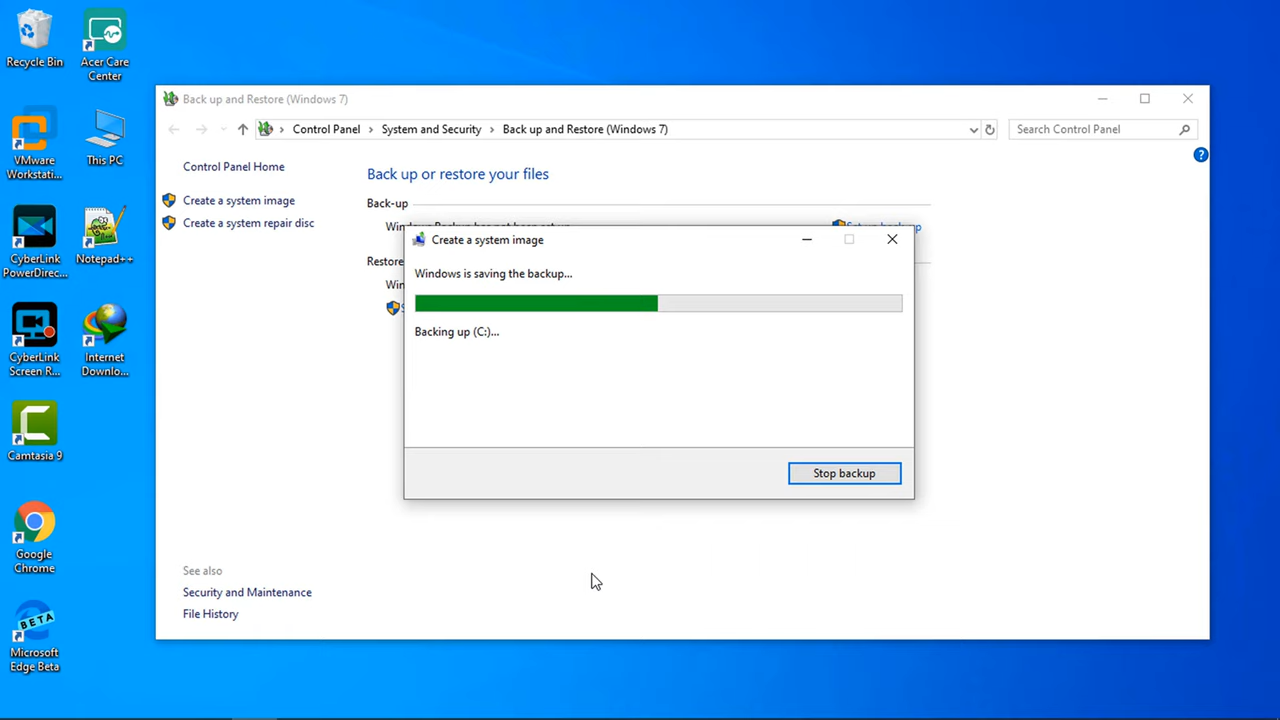 Recycle Bin
Acer Care
Center
VMware
Workstati...
This PC
CyberLink
PowerDirec...
Notepad++
CyberLink
Screen R...
Internet
Downlo...
Camtasia 9
Google
Chrome
BETA
Microsoft
Edge Beta
Back up and Restore (Windows 7)
Control Panel > System and Security > Back up and Restore (Windows 7)
Search Control Panel
Control Panel Home
Create a system image
Create a system repair disc
Back up or restore your files
Back-up
Restore
Create a system image
Windows is saving the backup...
Backing up (C:)...
Stop backup
See also
Security and Maintenance
File History